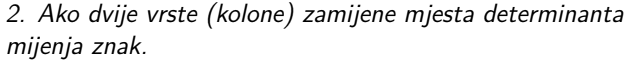 2. Ako dvije vrste (kolone) zamijene mjesta determinanta
mijenja znak.